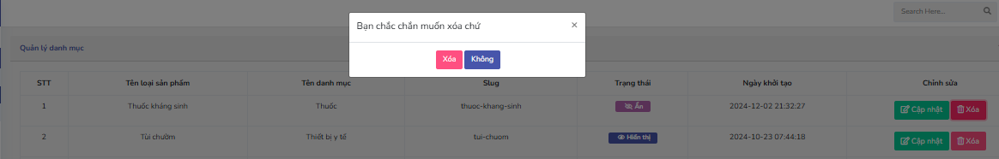 Search Here...
Bạn chắc chắn muốn xóa chứ ×
Xóa Không
Quản lý danh mục
STT Tên loại sản phẩm Tên danh mục Slug Trạng thái Ngày khởi tạo Chỉnh sửa
1 Thuốc kháng sinh Thuốc thuoc-khang-sinh Ẩn 2024-12-02 21:32:27 Cập nhật Xóa
2 Túi chườm Thiết bị y tế tui-chuom Hiển thị 2024-10-23 07:44:18 Cập nhật Xóa